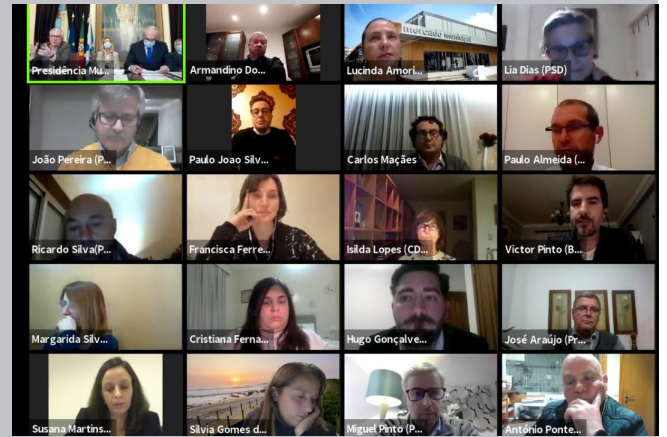 Presidência Mu...
Armandino Do...
mercado municipal
Lucinda Amori...
Lia Dias (PSD)
João Pereira (P...
Paulo Joao Silv...
Carlos Maçães
Paulo Almeida (...
Ricardo Silva(P...
Francisca Ferre...
Isilda Lopes (CD...
Victor Pinto (B...
Margarida Silv...
Cristiana Ferna...
Hugo Gonçalve...
José Araújo (Pr...
Susana Martins...
Silvia Gomes d...
Miguel Pinto (P...
António Ponte...